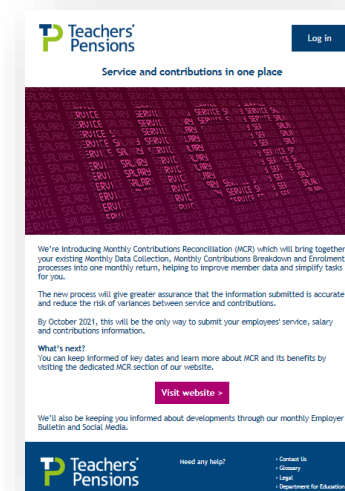 Teachers'
Pensions
Log in
Service and contributions in one place
We're introducing Monthly Contributions Reconciliation (MCR) which will bring together
your existing Monthly Data Collection, Monthly Contributions Breakdown and Enrolment
processes into one monthly return, helping to improve member data and simplify tasks
for you.
The new process will give greater assurance that the information submitted is accurate
and reduce the risk of variances between service and contributions.
By October 2021, this will be the only way to submit your employees' service, salary
and contributions information.
What's next?
You can keep informed of key dates and learn more about MCR and its benefits by
visiting the dedicated MCR section of our website.
Visit website >
We'll also be keeping you informed about developments through our monthly Employer
Bulletin and Social Media.
Teachers'
Pensions
Need any help?
› Contact Us
› Glossary
› Legal
› Department for Education